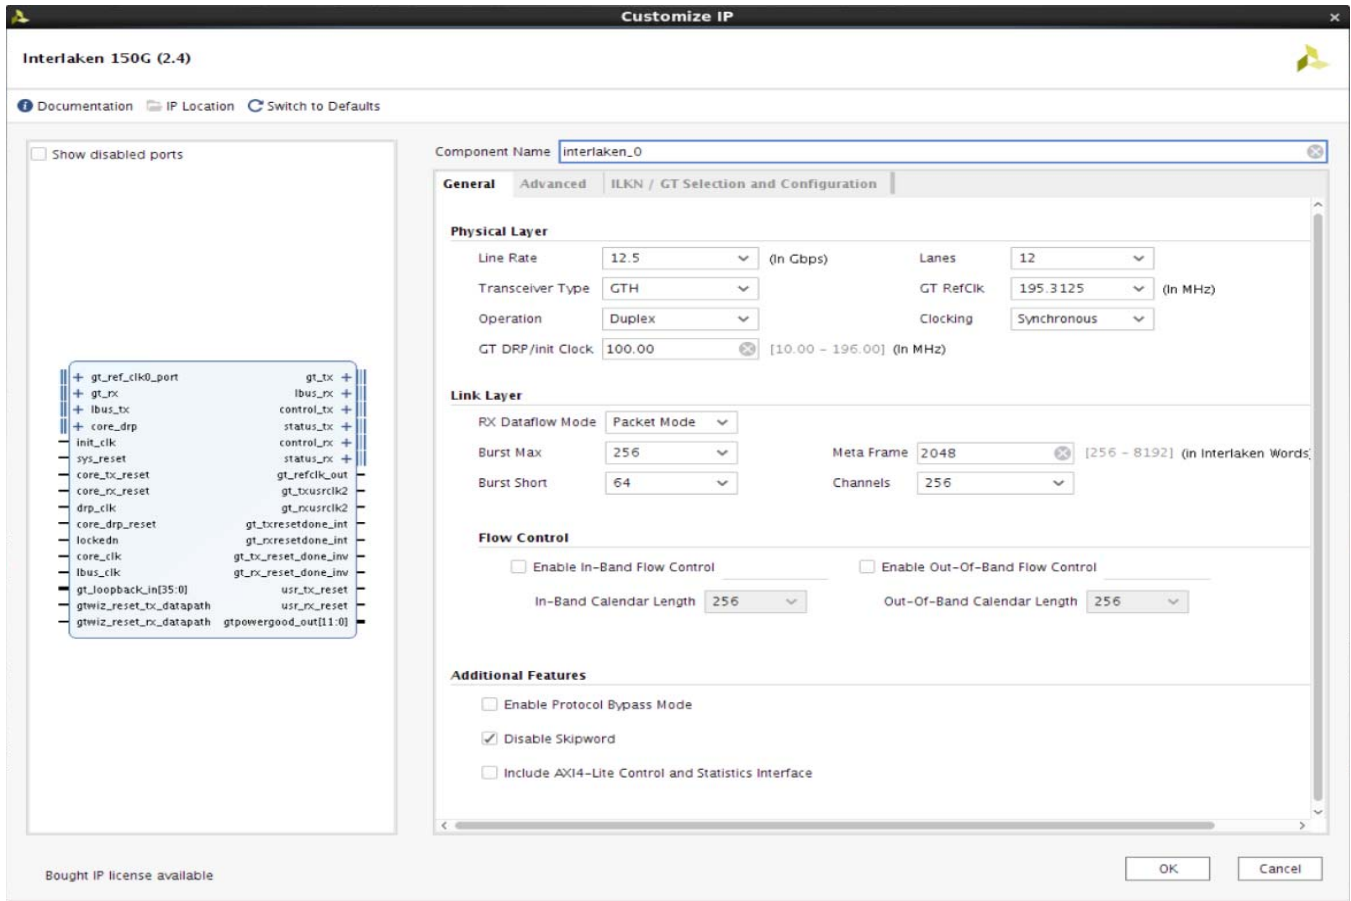 Customize IP
Interlaken 150G (2.4)
Documentation IP Location Switch to Defaults
Show disabled ports
gt_ref_clk0_port gt_tx
gt_rx lbus_rx
lbus_tx control_tx
core_drp status_tx
init_clk control_rx
sys_reset status_rx
core_tx_reset gt_refclk_out
core_rx_reset gt_txusrclk2
drp_clk gt_rxusrclk2
core_drp_reset gt_txresetdone_int
lockedn gt_rxresetdone_int
core_clk gt_tx_reset_done_inv
lbus_clk gt_rx_reset_done_inv
gt_loopback_in[35:0] usr_tx_reset
gtwiz_reset_tx_datapath usr_rx_reset
gtwiz_reset_rx_datapath gtpowergood_out[11:0]
Component Name interlaken_0
General Advanced ILKN / GT Selection and Configuration
Physical Layer
Line Rate 12.5 (In Gbps) Lanes 12
Transceiver Type GTH GT RefClk 195.3125 (In MHz)
Operation Duplex Clocking Synchronous
GT DRP/init Clock 100.00 [10.00 - 196.00] (In MHz)
Link Layer
RX Dataflow Mode Packet Mode
Burst Max 256 Meta Frame 2048 [256 - 8192] (in Interlaken Words)
Burst Short 64 Channels 256
Flow Control
Enable In-Band Flow Control Enable Out-Of-Band Flow Control
In-Band Calendar Length 256 Out-Of-Band Calendar Length 256
Additional Features
Enable Protocol Bypass Mode
Disable Skipword
Include AXI4-Lite Control and Statistics Interface
Bought IP license available
OK Cancel